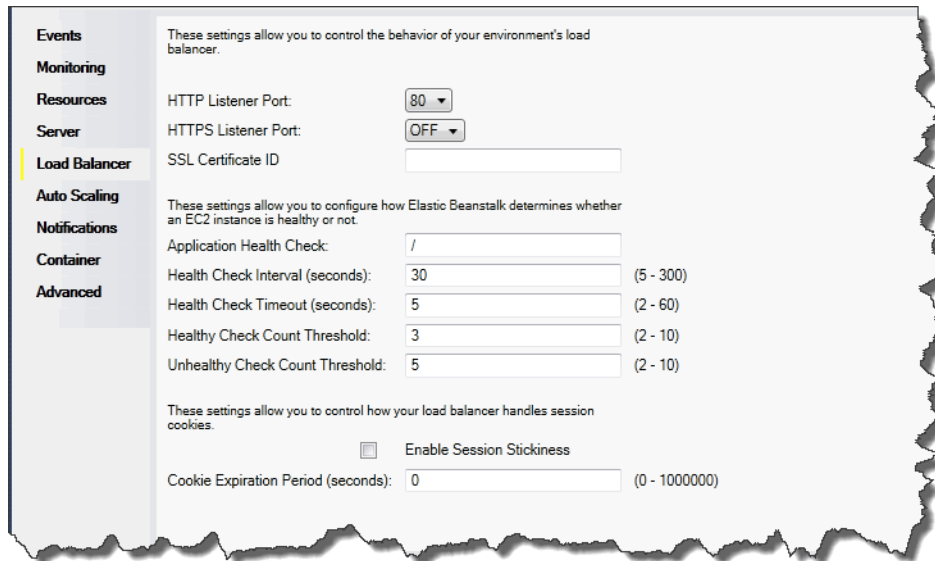 Events
Monitoring
Resources
Server
Load Balancer
Auto Scaling
Notifications
Container
Advanced
These settings allow you to control the behavior of your environment's load
balancer.
HTTP Listener Port: 80
HTTPS Listener Port: OFF
SSL Certificate ID
These settings allow you to configure how Elastic Beanstalk determines whether
an EC2 instance is healthy or not.
Application Health Check: /
Health Check Interval (seconds): 30 (5 - 300)
Health Check Timeout (seconds): 5 (2 - 60)
Healthy Check Count Threshold: 3 (2 - 10)
Unhealthy Check Count Threshold: 5 (2 - 10)
These settings allow you to control how your load balancer handles session
cookies.
Enable Session Stickiness
Cookie Expiration Period (seconds): 0 (0 - 1000000)